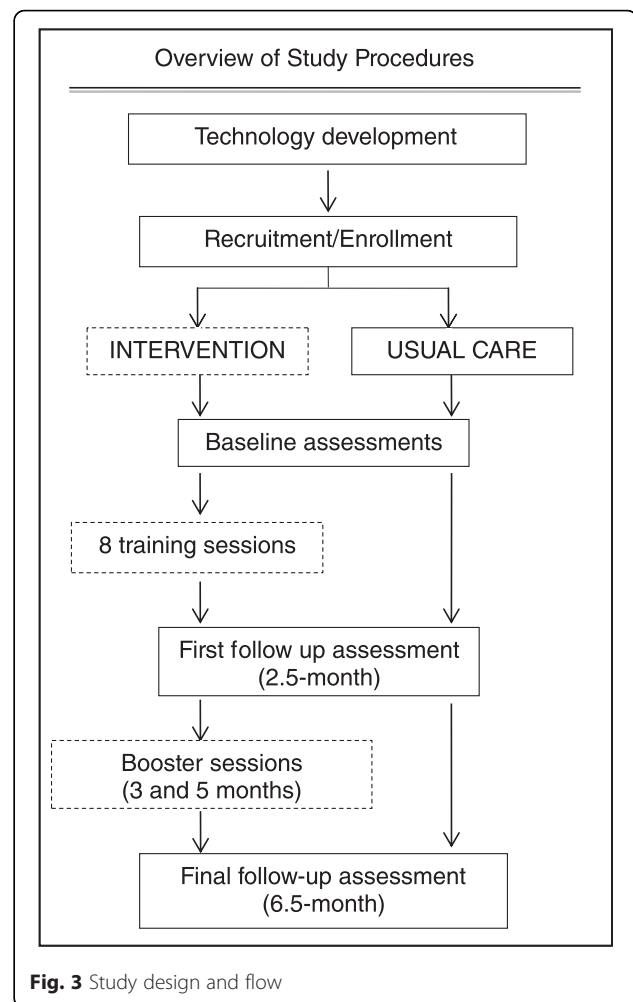 Overview of Study Procedures
Technology development
Recruitment/Enrollment
INTERVENTION
USUAL CARE
Baseline assessments
8 training sessions
First follow up assessment
(2.5-month)
Booster sessions
(3 and 5 months)
Final follow-up assessment
(6.5-month)
Fig. 3 Study design and flow